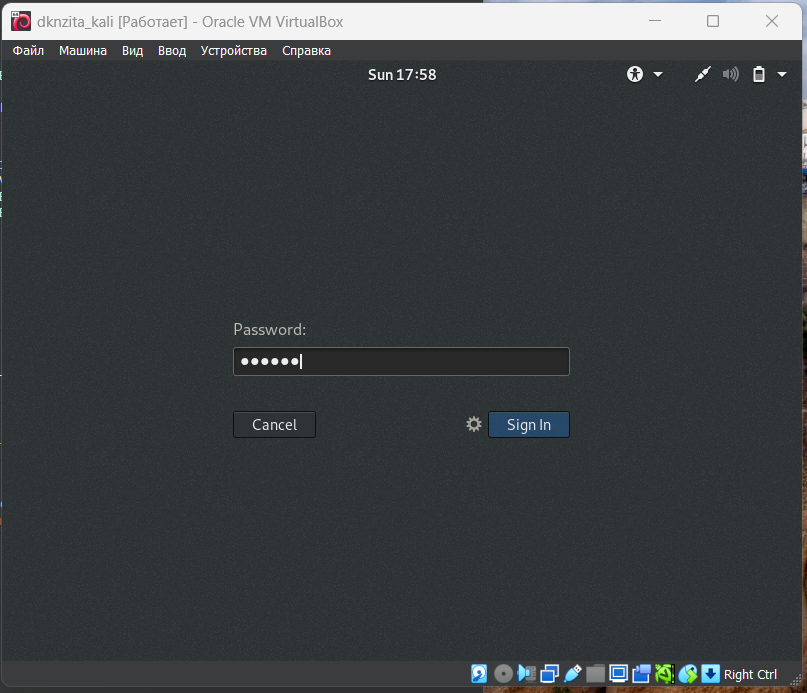 dknzita_kali [Работает] - Oracle VM VirtualBox
Файл Машина Вид Ввод Устройства Справка
Sun 17:58
Password:
●●●●●●
Cancel Sign In
Right Ctrl